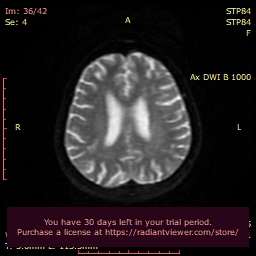 Im: 36/42
STP84
Se: 4
A
STP84
F
Ax DWI B 1000
R
L
You have 30 days left in your trial period.
Purchase a license at https://radiantviewer.com/store/